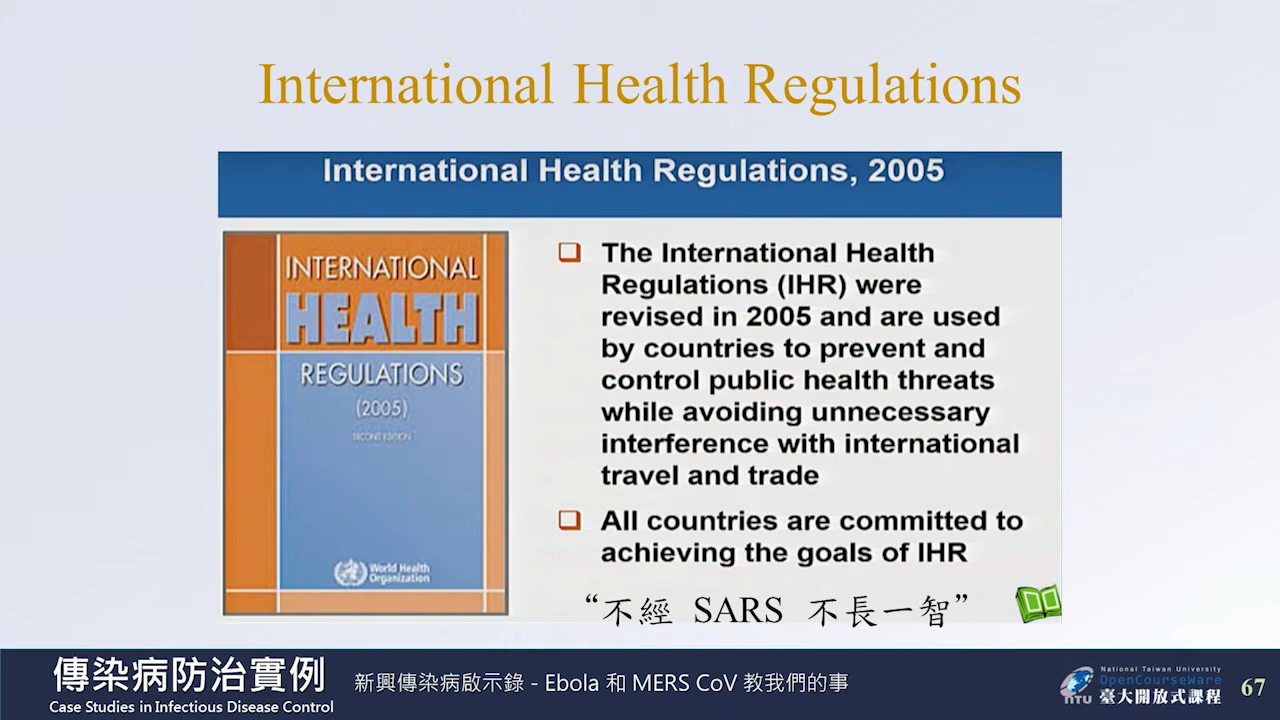 International Health Regulations
International Health Regulations, 2005
INTERNATIONAL
HEALTH
REGULATIONS
(2005)
SECOND EDITION
World Health
Organization
The International Health
Regulations (IHR) were
revised in 2005 and are used
by countries to prevent and
control public health threats
while avoiding unnecessary
interference with international
travel and trade
All countries are committed to
achieving the goals of IHR
“不經 SARS 不長一智”
傳染病防治實例
Case Studies in Infectious Disease Control
新興傳染病啟示錄 - Ebola 和 MERS CoV 教我們的事
NTU
National Taiwan University
OpenCourseWare
臺大開放式課程
67